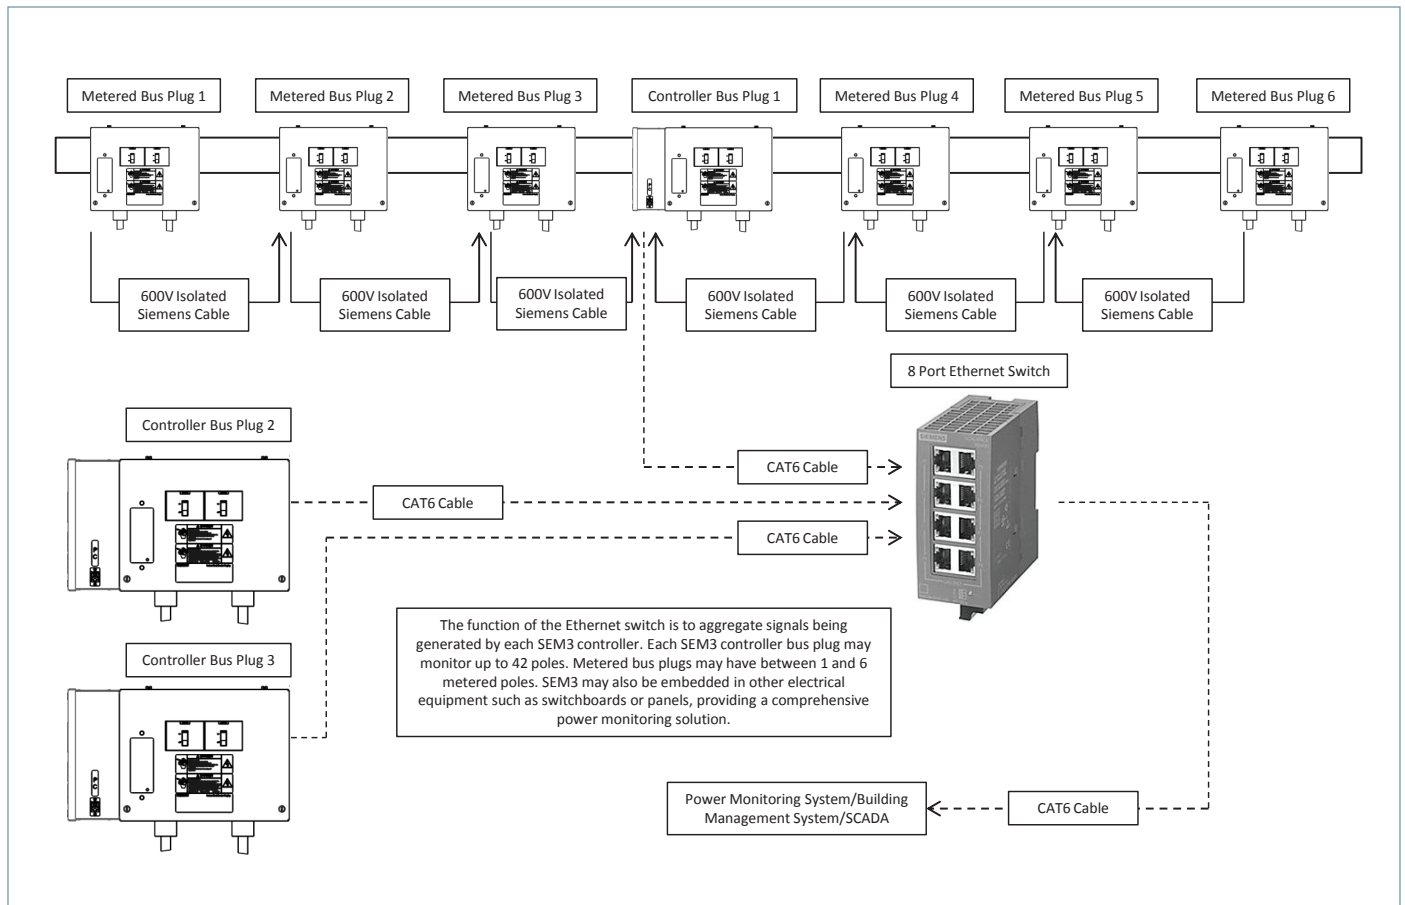 Metered Bus Plug 1
Metered Bus Plug 2
Metered Bus Plug 3
Controller Bus Plug 1
Metered Bus Plug 4
Metered Bus Plug 5
Metered Bus Plug 6
600V Isolated
Siemens Cable
600V Isolated
Siemens Cable
600V Isolated
Siemens Cable
600V Isolated
Siemens Cable
600V Isolated
Siemens Cable
600V Isolated
Siemens Cable
8 Port Ethernet Switch
SIEMENS
Controller Bus Plug 2
CAT6 Cable
CAT6 Cable
CAT6 Cable
Controller Bus Plug 3
The function of the Ethernet switch is to aggregate signals being
generated by each SEM3 controller. Each SEM3 controller bus plug may
monitor up to 42 poles. Metered bus plugs may have between 1 and 6
metered poles. SEM3 may also be embedded in other electrical
equipment such as switchboards or panels, providing a comprehensive
power monitoring solution.
Power Monitoring System/Building
Management System/SCADA
CAT6 Cable